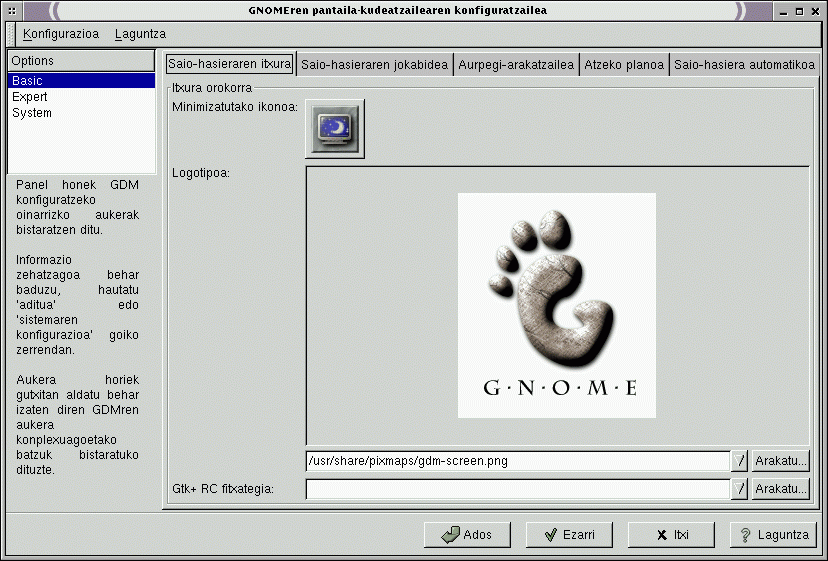 GNOMEren pantaila-kudeatzailearen konfiguratzailea
Konfigurazioa Laguntza
Options
Basic
Expert
System
Panel honek GDM
konfiguratzeko
oinarrizko aukerak
bistaratzen ditu.
Informazio
zehatzagoa behar
baduzu, hautatu
'aditua' edo
'sistemaren
konfigurazioa' goiko
zerrendan.
Aukera horiek
gutxitan aldatu behar
izaten diren GDMren
aukera
konplexuagoetako
batzuk bistaratuko
dituzte.
Saio-hasieraren itxura Saio-hasieraren jokabidea Aurpegi-arakatzailea Atzeko planoa Saio-hasiera automatikoa
Itxura orokorra
Minimizatutako ikonoa:
Logotipoa:
G·N·O·M·E
/usr/share/pixmaps/gdm-screen.png Arakatu...
Gtk+ RC fitxategia: Arakatu...
Ados Ezarri Itxi Laguntza